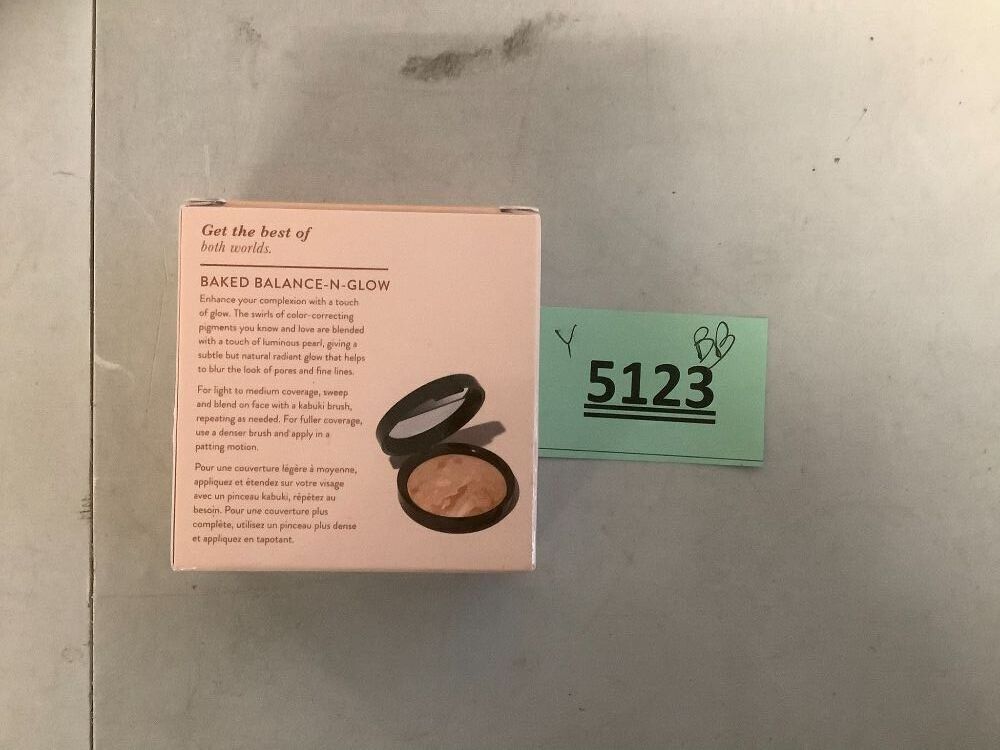 Get the best of
both worlds.
BAKED BALANCE-N-GLOW
Enhance your complexion with a touch
of glow. The swirls of color-correcting
pigments you know and love are blended
with a touch of luminous pearl, giving a
subtle but natural radiant glow that helps
to blur the look of pores and fine lines.
For light to medium coverage, sweep
and blend on face with a kabuki brush,
repeating as needed. For fuller coverage,
use a denser brush and apply in a
patting motion.
Pour une couverture légère à moyenne,
appliquez et étendez sur votre visage
avec un pinceau kabuki, répétez au
besoin. Pour une couverture plus
complète, utilisez un pinceau plus dense
et appliquez en tapotant.
Y BB
5123